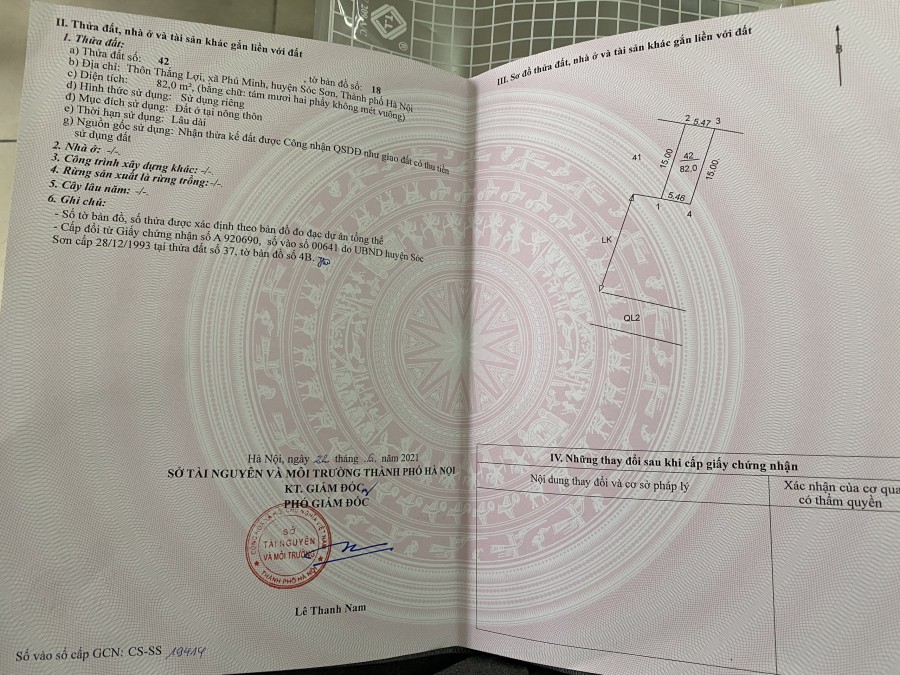 II. Thửa đất, nhà ở và tài sản khác gắn liền với đất
1. Thửa đất:
a) Thửa đất số: 42 , tờ bản đồ số: 18
b) Địa chỉ: Thôn Thắng Lợi, xã Phú Minh, huyện Sóc Sơn, Thành phố Hà Nội
c) Diện tích: 82,0 m², (bằng chữ: tám mươi hai phẩy không mét vuông)
d) Hình thức sử dụng: Sử dụng riêng
đ) Mục đích sử dụng: Đất ở tại nông thôn
e) Thời hạn sử dụng: Lâu dài
g) Nguồn gốc sử dụng: Nhận thừa kế đất được Công nhận QSDĐ như giao đất có thu tiền
sử dụng đất
2. Nhà ở: -/-.
3. Công trình xây dựng khác: -/-.
4. Rừng sản xuất là rừng trồng: -/-.
5. Cây lâu năm: -/-.
6. Ghi chú:
- Số tờ bản đồ, số thửa được xác định theo bản đồ đo đạc dự án tổng thể
- Cấp đổi từ Giấy chứng nhận số A 920690, số vào sổ 00641 do UBND huyện Sóc
Sơn cấp 28/12/1993 tại thửa đất số 37, tờ bản đồ số 4B.
Hà Nội, ngày 22 tháng 6 năm 2021
SỞ TÀI NGUYÊN VÀ MÔI TRƯỜNG THÀNH PHỐ HÀ NỘI
KT. GIÁM ĐỐC
PHÓ GIÁM ĐỐC
SỞ
TÀI NGUYÊN
VÀ MÔI TRƯỜNG
THÀNH PHỐ HÀ NỘI
Lê Thanh Nam
Số vào sổ cấp GCN: CS-SS 19414
III. Sơ đồ thửa đất, nhà ở và tài sản khác gắn liền với đất
B
2 5.47 3
41
15.00
42
82.0
15.00
5.46
1 4
LK
QL2
IV. Những thay đổi sau khi cấp giấy chứng nhận
Nội dung thay đổi và cơ sở pháp lý
Xác nhận của cơ qua
có thẩm quyền